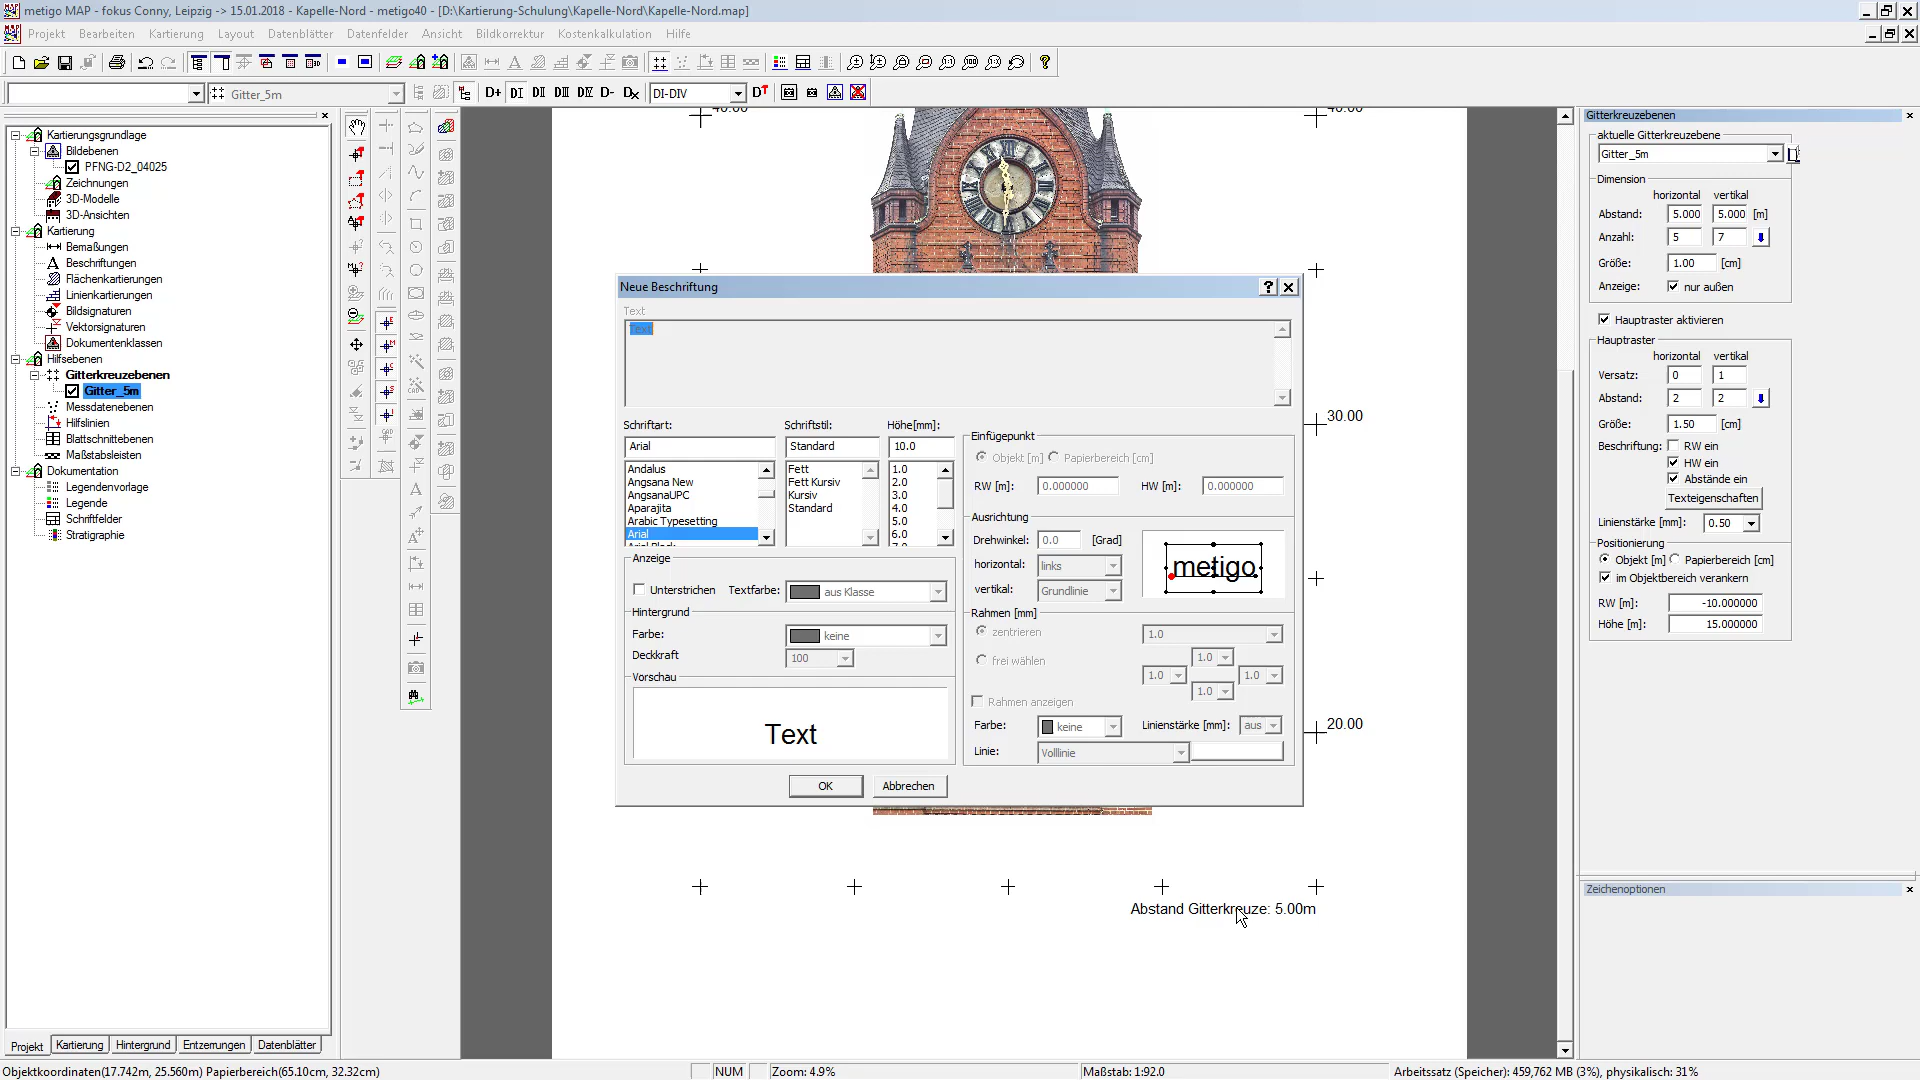 metigo MAP - fokus Conny, Leipzig -> 15.01.2018 - Kapelle-Nord - metigo40 - [D:\Kartierung-Schulung\Kapelle-Nord\Kapelle-Nord.map]
Projekt Bearbeiten Kartierung Layout Datenblätter Datenfelder Ansicht Bildkorrektur Kostenkalkulation Hilfe
Gitter_5m D+ DI DII DIII DIV D- Dx DI-DIV
Kartierungsgrundlage
Bildebenen
PFNG-D2_04025
Zeichnungen
3D-Modelle
3D-Ansichten
Kartierung
Bemaßungen
Beschriftungen
Flächenkartierungen
Linienkartierungen
Bildsignaturen
Vektorsignaturen
Dokumentenklassen
Hilfsebenen
Gitterkreuzebenen
Gitter_5m
Messdatenebenen
Hilfslinien
Blattschnittebenen
Maßstabsleisten
Dokumentation
Legendenvorlage
Legende
Schriftfelder
Stratigraphie
Projekt Kartierung Hintergrund Entzerrungen Datenblätter
40.00 40.00
30.00
20.00
Abstand Gitterkreuze: 5.00m
Neue Beschriftung
Text
Text
Schriftart: Schriftstil: Höhe[mm]:
Arial Standard 10.0
Andalus Fett 1.0
Angsana New Fett Kursiv 2.0
AngsanaUPC Kursiv 3.0
Aparajita Standard 4.0
Arabic Typesetting 5.0
Arial 6.0
Anzeige
Unterstrichen Textfarbe: aus Klasse
Hintergrund
Farbe: keine
Deckkraft 100
Vorschau
Text
OK Abbrechen
Einfügepunkt
Objekt [m] Papierbereich [cm]
RW [m]: 0.000000 HW [m]: 0.000000
Ausrichtung
Drehwinkel: 0.0 [Grad]
horizontal: links
vertikal: Grundlinie
metigo
Rahmen [mm]
zentrieren 1.0
frei wählen 1.0
1.0 1.0
1.0
Rahmen anzeigen
Farbe: keine Linienstärke [mm]: aus
Linie: Volllinie
Gitterkreuzebenen
aktuelle Gitterkreuzebene
Gitter_5m
Dimension
horizontal vertikal
Abstand: 5.000 5.000 [m]
Anzahl: 5 7
Größe: 1.00 [cm]
Anzeige: nur außen
Hauptraster aktivieren
Hauptraster
horizontal vertikal
Versatz: 0 1
Abstand: 2 2
Größe: 1.50 [cm]
Beschriftung: RW ein
HW ein
Abstände ein
Texteigenschaften
Linienstärke [mm]: 0.50
Positionierung
Objekt [m] Papierbereich [cm]
im Objektbereich verankern
RW [m]: -10.000000
Höhe [m]: 15.000000
Zeichenoptionen
Objektkoordinaten(17.742m, 25.560m) Papierbereich(65.10cm, 32.32cm) NUM Zoom: 4.9% Maßstab: 1:92.0 Arbeitssatz (Speicher): 459,762 MB (3%), physikalisch: 31%